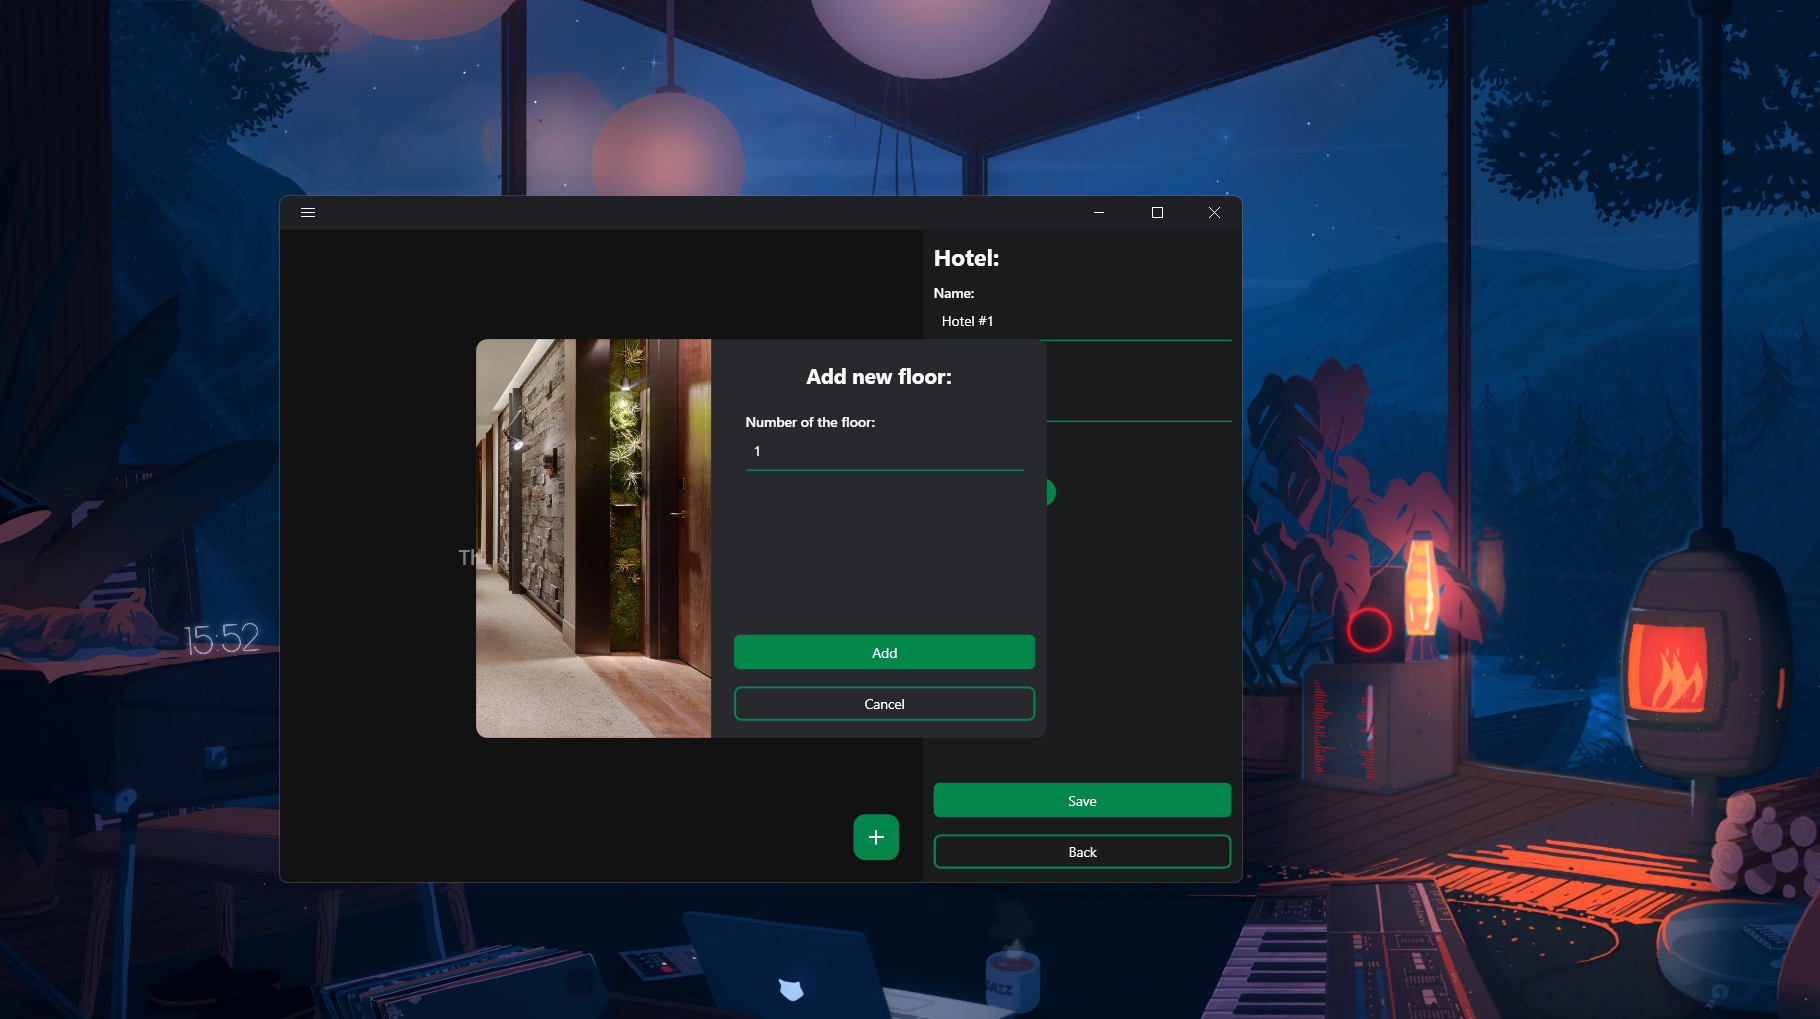 Hotel:
Name:
Hotel #1
Add new floor:
Number of the floor:
1
Th
15:52
Add
Cancel
Save
+
Back
JAZZ